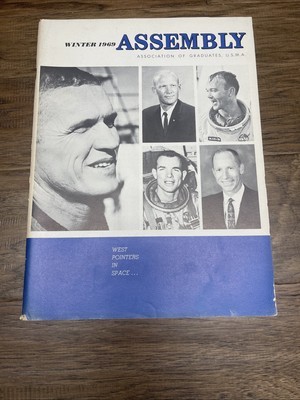 WINTER 1969 ASSEMBLY
ASSOCIATION OF GRADUATES, U.S.M.A.
WEST
POINTERS
IN
SPACE . . .